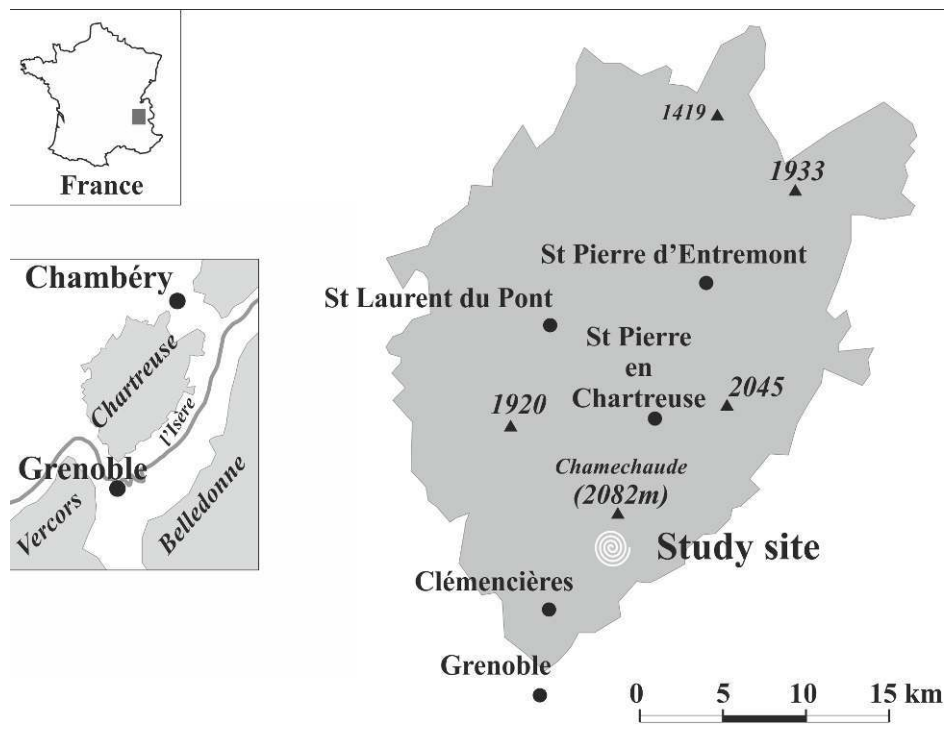 France
Chambéry
Chartreuse
l'Isère
Grenoble
Vercors
Belledonne
1419
1933
St Pierre d'Entremont
St Laurent du Pont
St Pierre
en
Chartreuse
2045
1920
Chamechaude
(2082m)
Study site
Clémencières
Grenoble
0 5 10 15 km